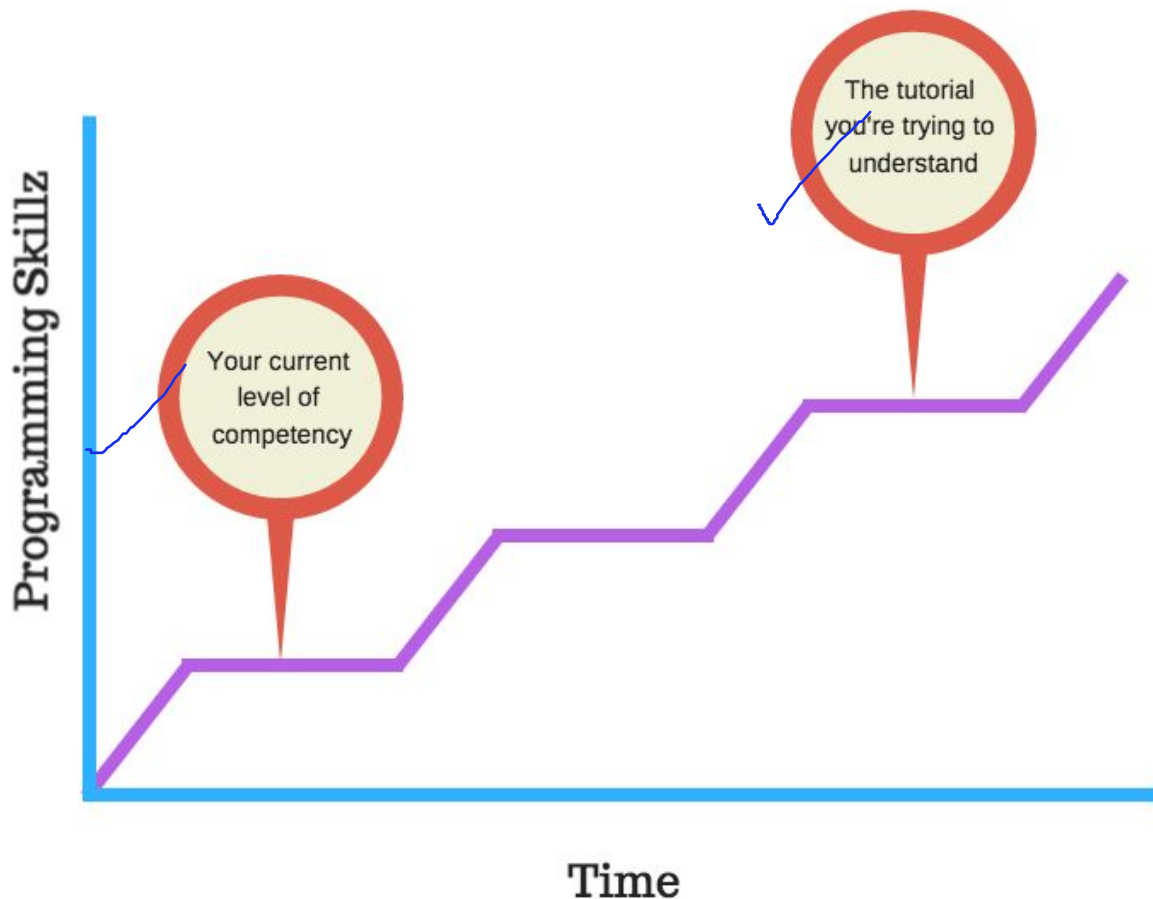 The tutorial
you're trying to
understand
Programming Skillz
Your current
level of
competency
Time